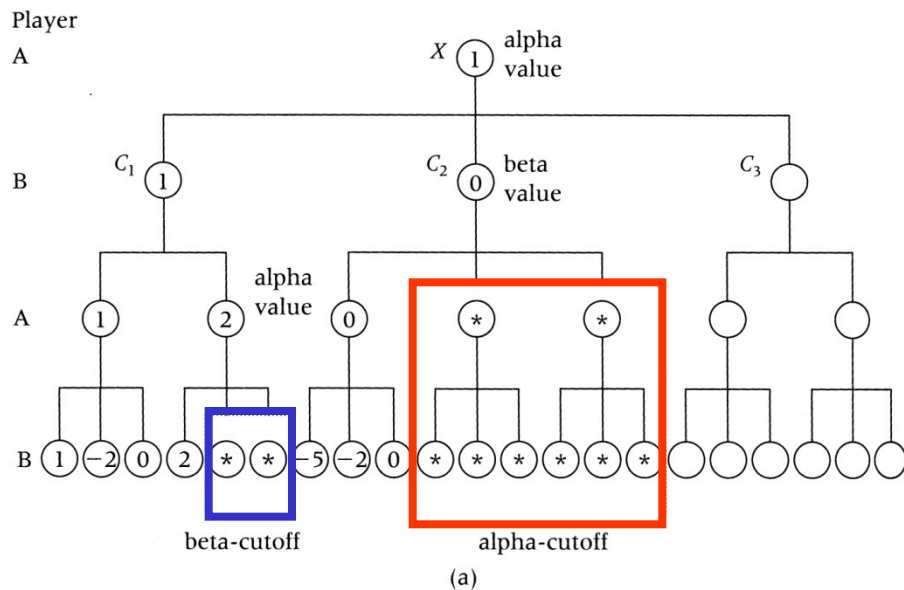 Player
A X 1 alpha
value
B C1 1 C2 0 beta
value C3
A 1 2 alpha
value 0 * *
B 1 −2 0 2 * * −5 −2 0 * * * * * *
beta-cutoff alpha-cutoff
(a)